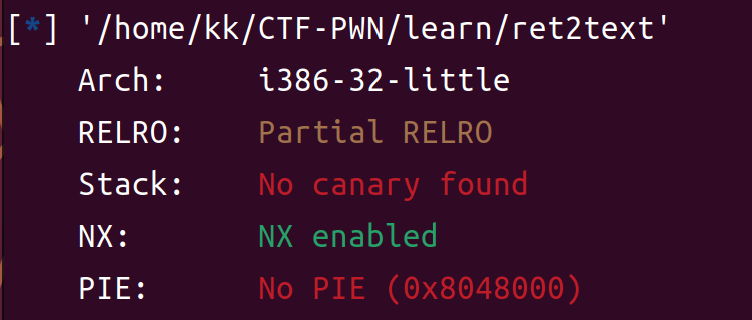 [*] '/home/kk/CTF-PWN/learn/ret2text'
Arch: i386-32-little
RELRO: Partial RELRO
Stack: No canary found
NX: NX enabled
PIE: No PIE (0x8048000)